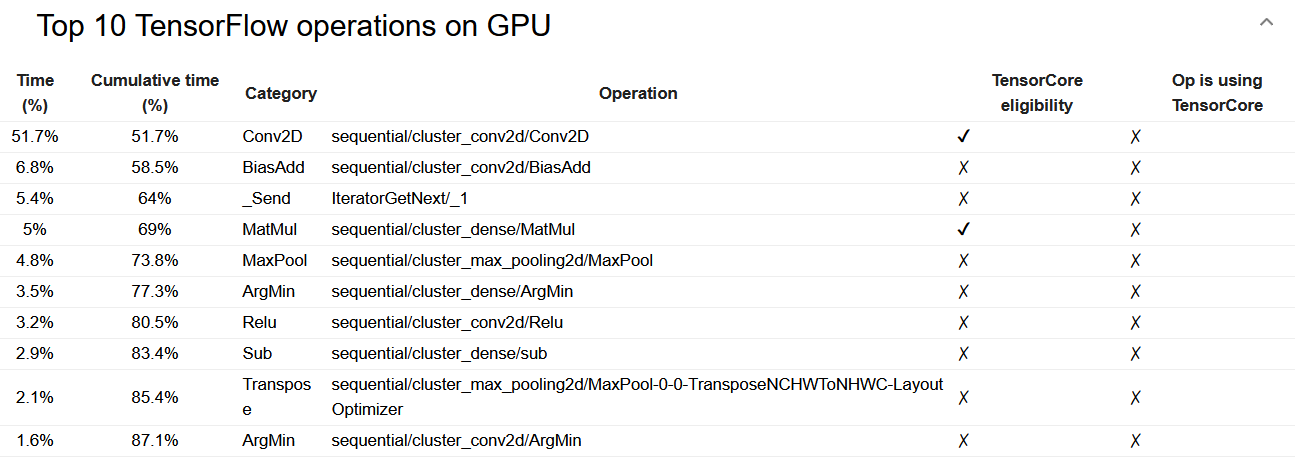 Top 10 TensorFlow operations on GPU
Time (%) Cumulative time (%) Category Operation TensorCore eligibility Op is using TensorCore
51.7% 51.7% Conv2D sequential/cluster_conv2d/Conv2D ✓ ✗
6.8% 58.5% BiasAdd sequential/cluster_conv2d/BiasAdd ✗ ✗
5.4% 64% _Send IteratorGetNext/_1 ✗ ✗
5% 69% MatMul sequential/cluster_dense/MatMul ✓ ✗
4.8% 73.8% MaxPool sequential/cluster_max_pooling2d/MaxPool ✗ ✗
3.5% 77.3% ArgMin sequential/cluster_dense/ArgMin ✗ ✗
3.2% 80.5% Relu sequential/cluster_conv2d/Relu ✗ ✗
2.9% 83.4% Sub sequential/cluster_dense/sub ✗ ✗
2.1% 85.4% Transpose sequential/cluster_max_pooling2d/MaxPool-0-0-TransposeNCHWToNHWC-LayoutOptimizer ✗ ✗
1.6% 87.1% ArgMin sequential/cluster_conv2d/ArgMin ✗ ✗